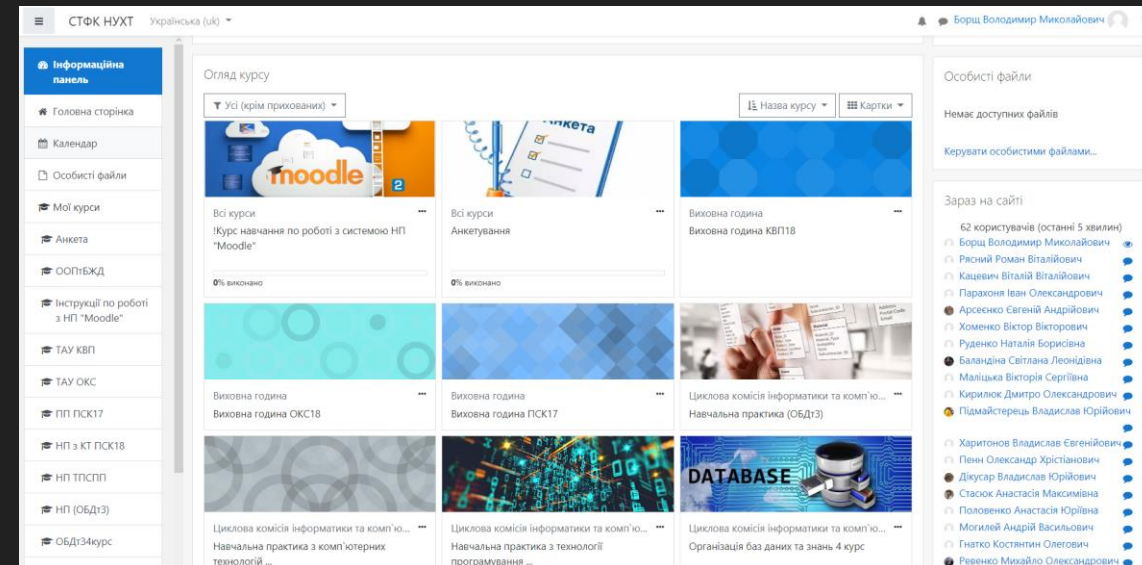 СТФК НУХТ Українська (uk)
Борщ Володимир Миколайович
Інформаційна
панель
Головна сторінка
Календар
Особисті файли
Мої курси
Анкета
ООПтБЖД
Інструкції по роботі
з НП "Moodle"
ТАУ КВП
ТАУ ОКС
ПП ПСК17
НП з КТ ПСК18
НП ТПСПП
НП (ОБДтЗ)
ОБДтЗ4курс
Огляд курсу
Усі (крім прихованих)
Назва курсу
Картки
moodle
2
Всі курси
!Курс навчання по роботі з системою НП
"Moodle"
0% виконано
Анкета
Всі курси
Анкетування
0% виконано
Виховна година
Виховна година КВП18
Виховна година
Виховна година ОКС18
Виховна година
Виховна година ПСК17
Циклова комісія інформатики та комп'ю...
Навчальна практика (ОБДтЗ)
Циклова комісія інформатики та комп'ю...
Навчальна практика з комп'ютерних
технологій ...
Циклова комісія інформатики та комп'ю...
Навчальна практика з технології
програмування ...
DATABASE
Циклова комісія інформатики та комп'ю...
Організація баз даних та знань 4 курс
Особисті файли
Немає доступних файлів
Керувати особистими файлами...
Зараз на сайті
62 користувачів (останні 5 хвилин)
Борщ Володимир Миколайович
Рясний Роман Віталійович
Кацевич Віталій Віталійович
Парахоня Іван Олександрович
Арсеєнко Євгеній Андрійович
Хоменко Віктор Вікторович
Руденко Наталія Борисівна
Баландіна Світлана Леонідівна
Маліцька Вікторія Сергіївна
Кирилюк Дмитро Олександрович
Підмайстерець Владислав Юрійович
Харитонов Владислав Євгенійович
Пенн Олександр Хрістіанович
Дікусар Владислав Юрійович
Стасюк Анастасія Максимівна
Половенко Анастасія Юріївна
Могилей Андрій Васильович
Гнатко Костянтин Олегович
Ревенко Михайло Олександрович